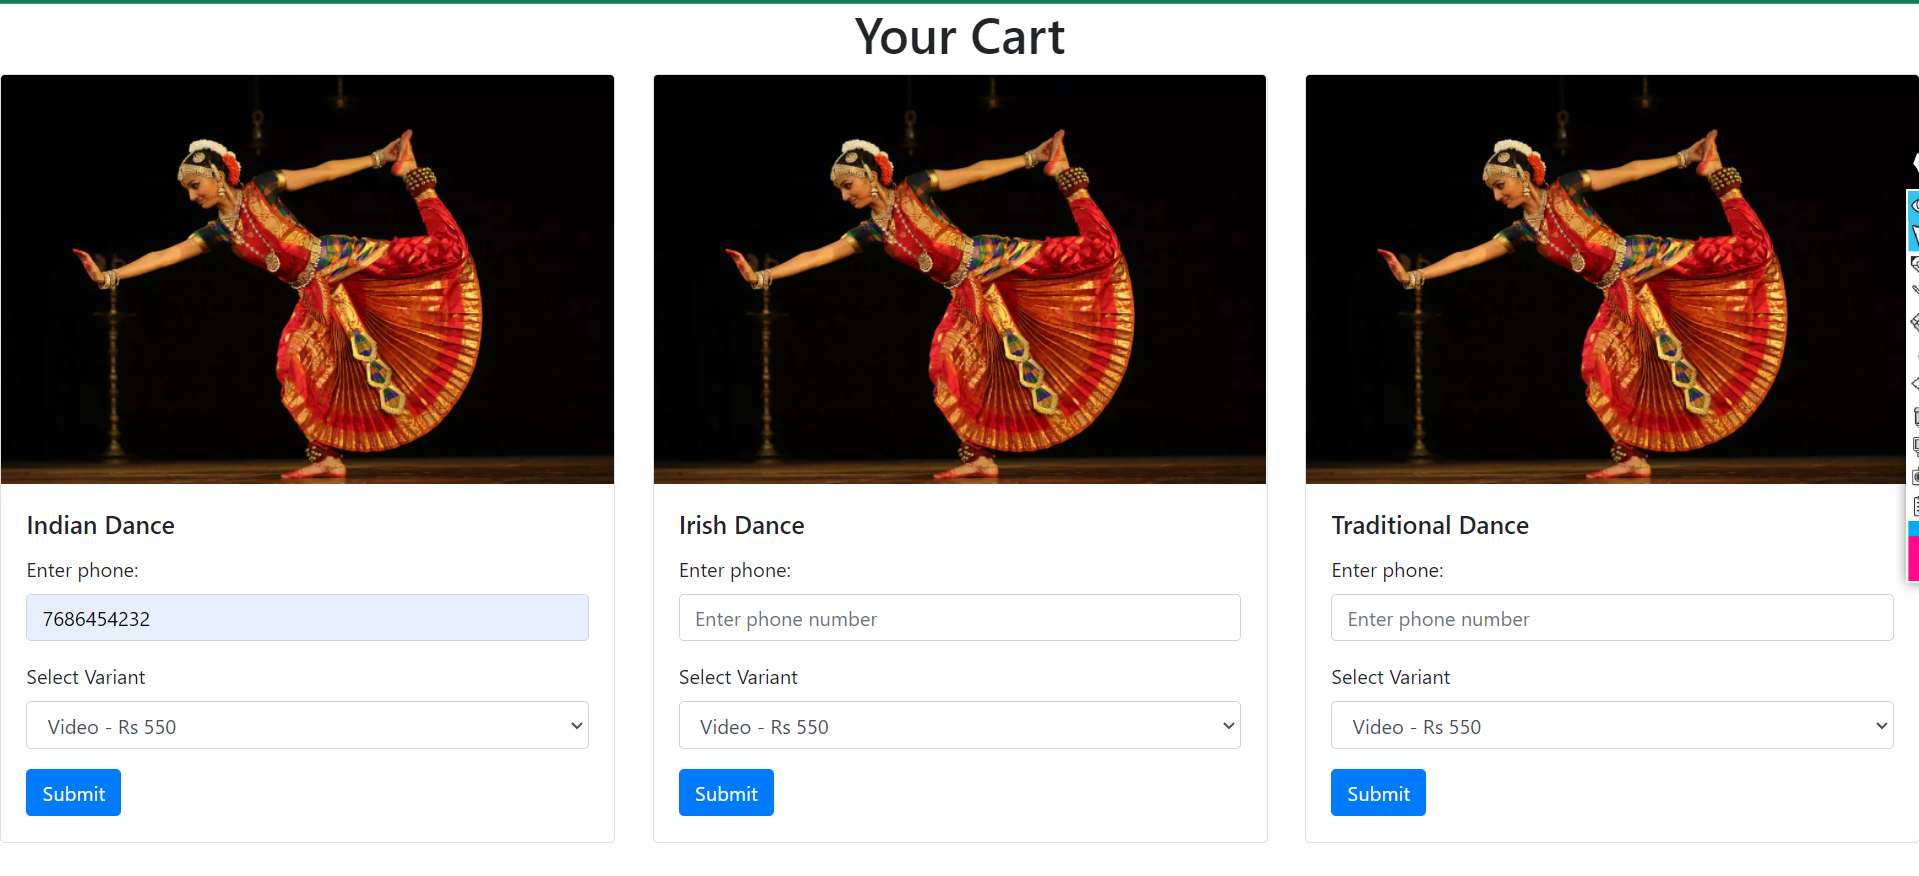 Your Cart
Indian Dance
Enter phone:
7686454232
Select Variant
Video - Rs 550
Submit
Irish Dance
Enter phone:
Enter phone number
Select Variant
Video - Rs 550
Submit
Traditional Dance
Enter phone:
Enter phone number
Select Variant
Video - Rs 550
Submit